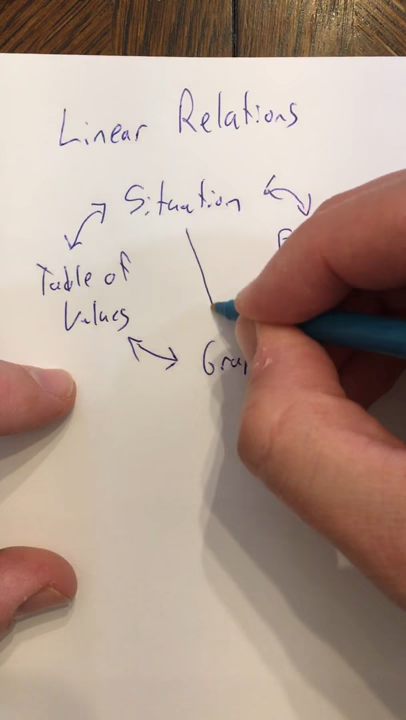 Linear Relations
Situation
Table of
Values